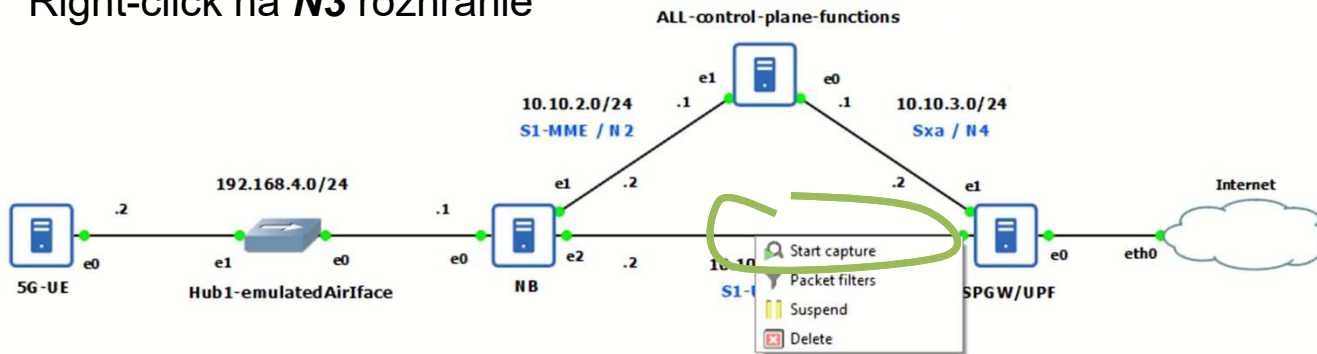 Right-click na N3 rozhranie
ALL-control-plane-functions
e1
e0
10.10.2.0/24
.1
.1
10.10.3.0/24
S1-MME / N2
Sxa / N4
192.168.4.0/24
e1
.2
.2
e1
Internet
.2
.1
e0
e1
e0
e0
e2
.2
Start capture
e0
eth0
5G-UE
Hub1-emulatedAirIface
NB
Packet filters
SPGW/UPF
Suspend
Delete